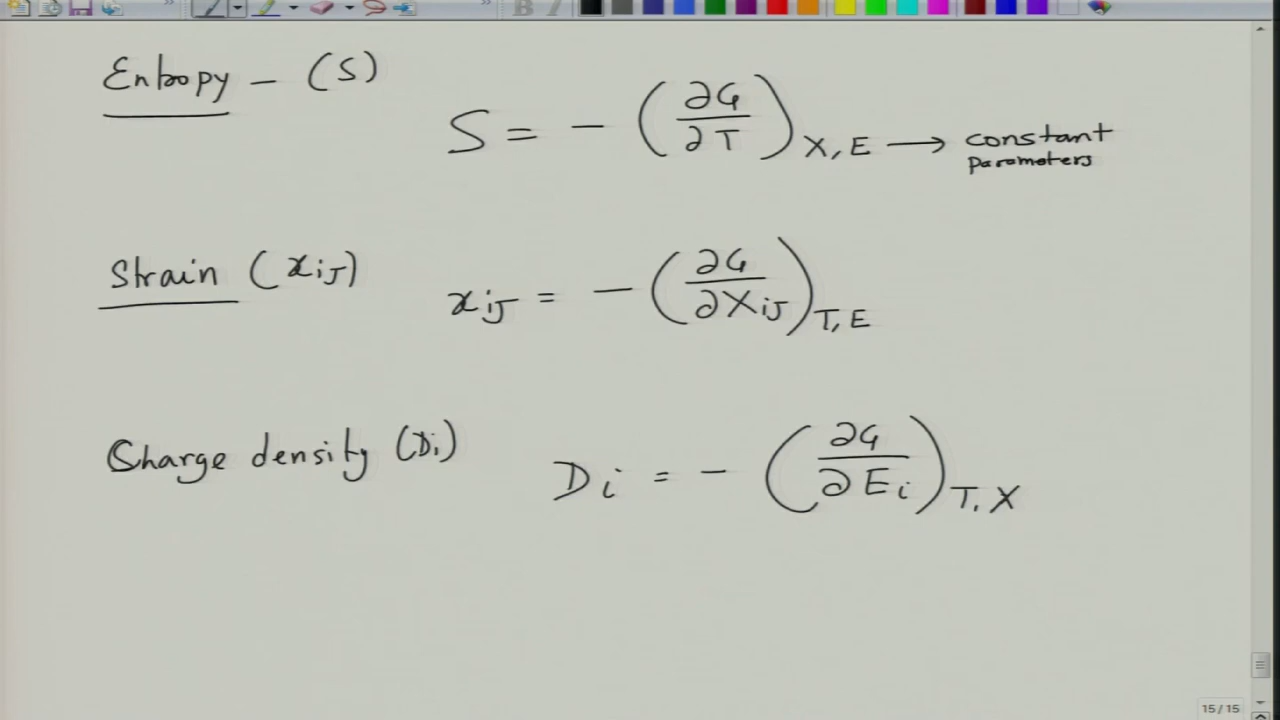 Entropy - (S)
S = - (∂G/∂T)X, E → constant parameters
Strain (xij)
xij = - (∂G/∂Xij)T, E
Charge density (Di)
Di = - (∂G/∂Ei)T, X
15/15